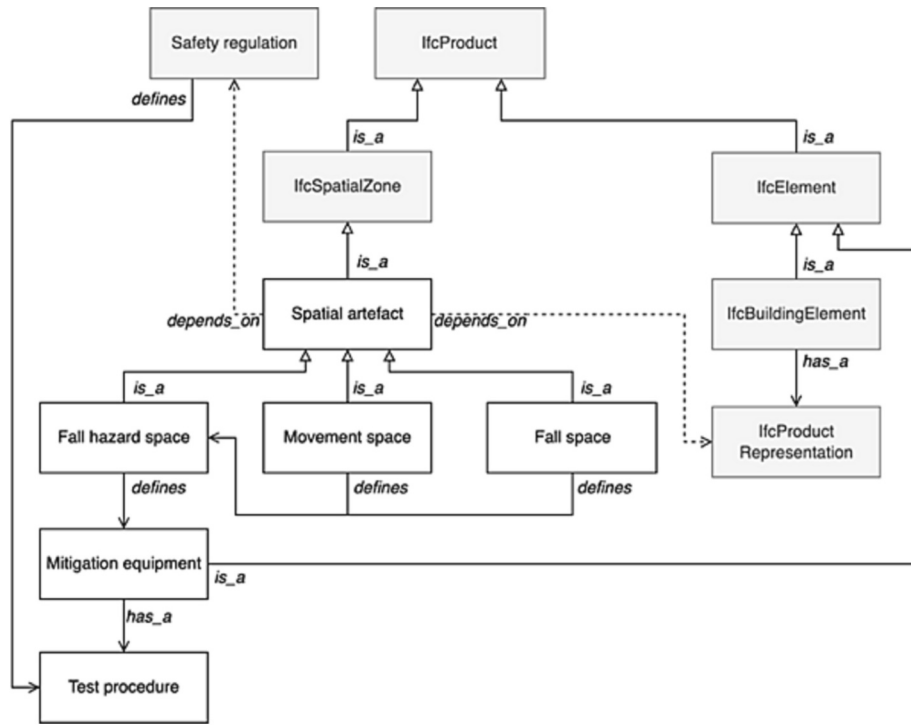 Safety regulation
IfcProduct
defines
is_a
is_a
IfcSpatialZone
IfcElement
is_a
is_a
depends_on
Spatial artefact
depends_on
IfcBuildingElement
has_a
is_a
is_a
is_a
Fall hazard space
Movement space
Fall space
IfcProduct
Representation
defines
defines
defines
Mitigation equipment
is_a
has_a
Test procedure